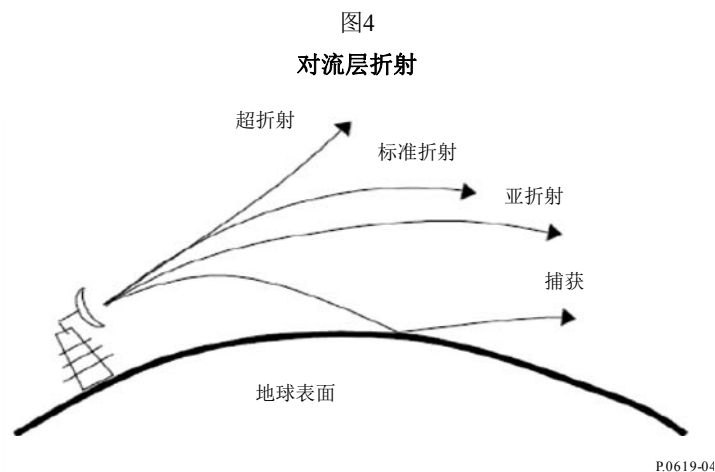 图4
对流层折射
超折射
标准折射
亚折射
捕获
地球表面
P.0619-04